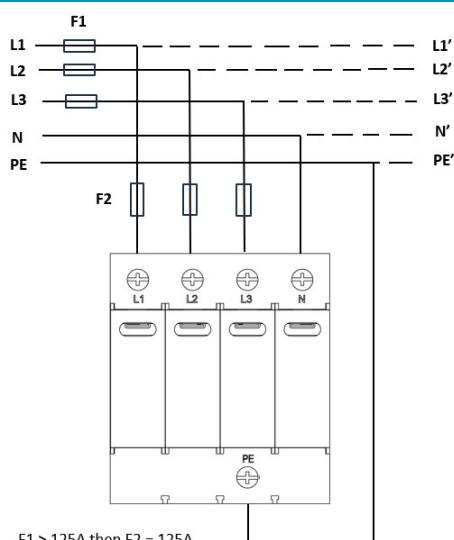 F1
L1 L1’
L2 L2’
L3 L3’
N N’
PE PE’
F2
L1 L2 L3 N
PE
F1 > 125A then F2 = 125A